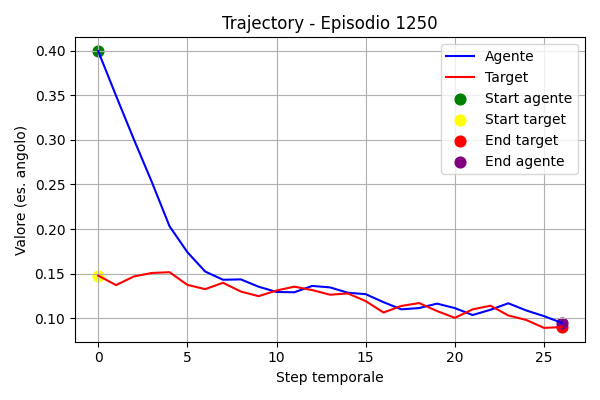 Trajectory - Episodio 1250
Agente
Target
Start agente
Start target
End target
End agente
Valore (es. angolo)
0.40
0.35
0.30
0.25
0.20
0.15
0.10
0 5 10 15 20 25
Step temporale